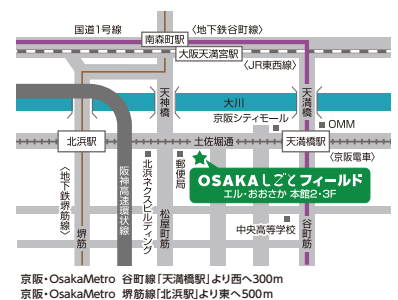 国道1号線
南森町駅
〈地下鉄谷町線〉
大阪天満宮駅
〈JR東西線〉
天神橋
大川
天満橋
京阪シティモール
OMM
北浜駅
土佐堀通
天満橋駅
〈京阪電車〉
〈地下鉄堺筋線〉
堺筋
阪神高速環状線
北浜ネクスビルディング
郵便局
松屋町筋
OSAKAしごとフィールド
エル・おおさか 本館2・3F
中央高等学校
谷町筋
京阪・OsakaMetro 谷町線「天満橋駅」より西へ300m
京阪・OsakaMetro 堺筋線「北浜駅」より東へ500m